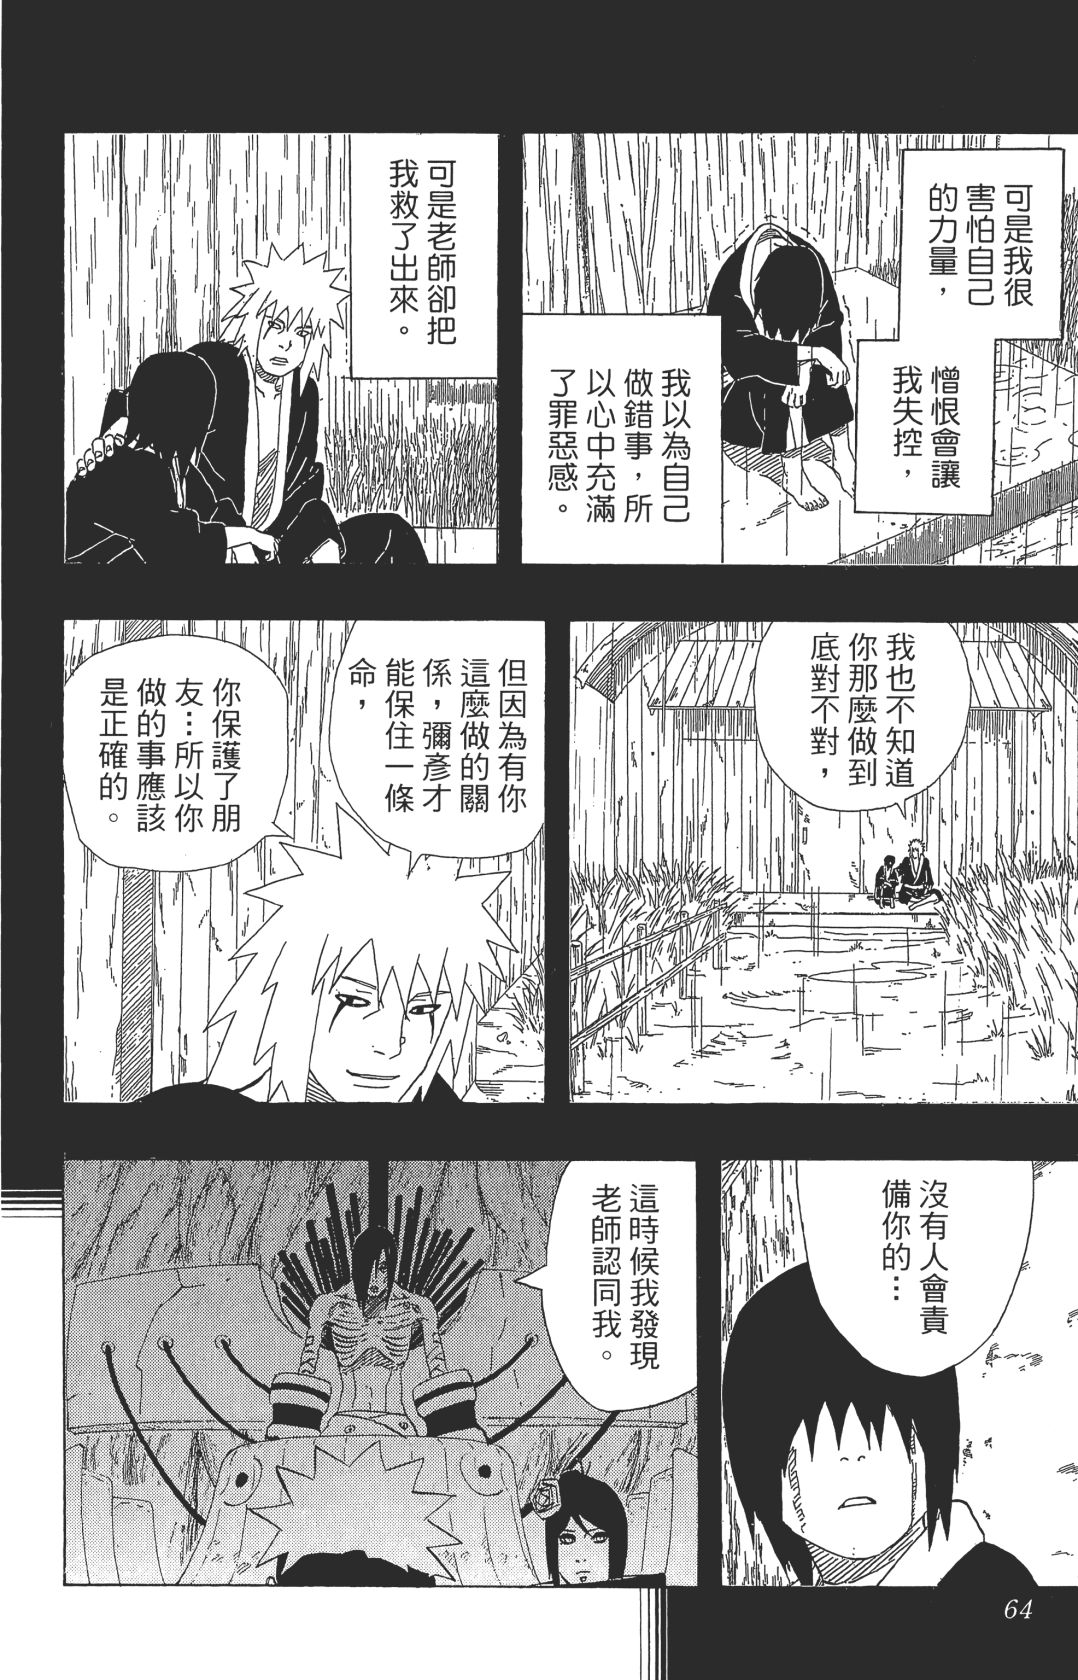 可是我很
害怕自己
的力量，
憎恨會讓
我失控，
我以為自己
做錯事，所
以心中充滿
了罪惡感。
可是老師卻把
我救了出來。
我也不知道
你那麼做到
底對不對，
但因為有你
這麼做的關
係，彌彥才
能保住一條
命，
你保護了朋
友…所以你
做的事應該
是正確的。
沒有人會責
備你的…
這時候我發現
老師認同我。
64